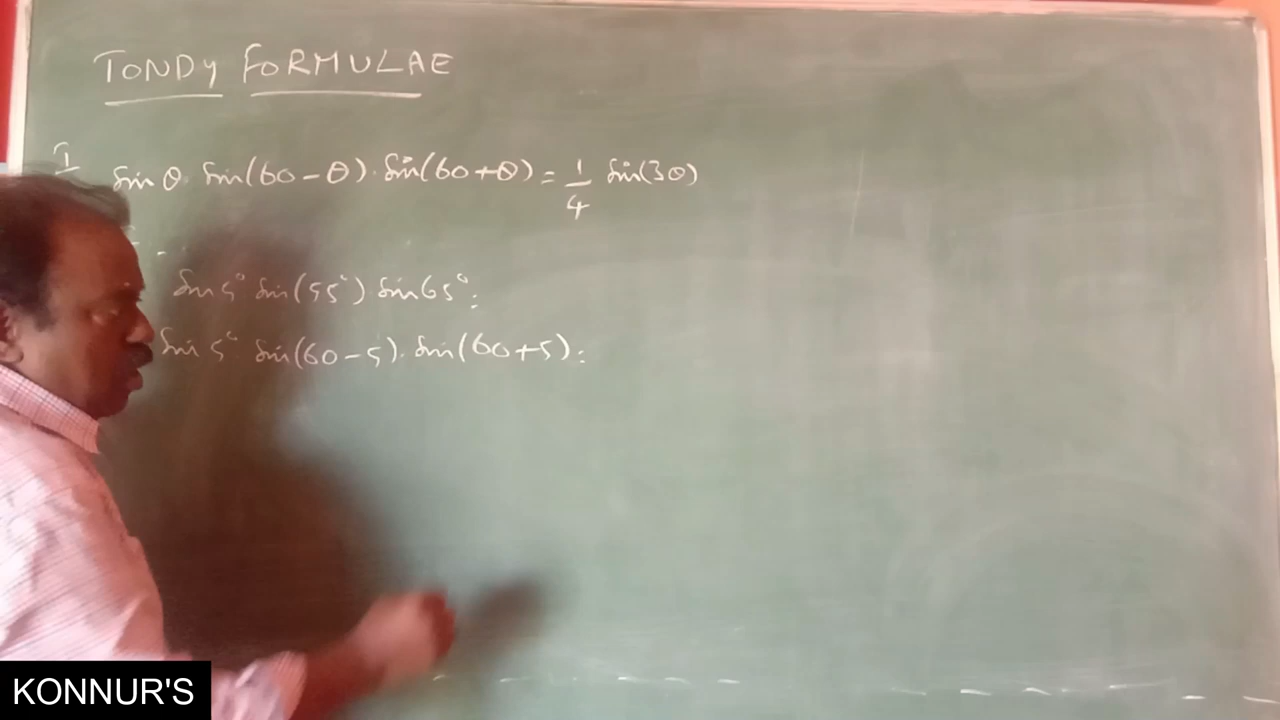 TONDY FORMULAE
I
sin θ. sin(60-θ). sin(60+θ) = 1/4 sin(3θ)
sin 5° sin(55°) sin 65° :
sin 5° sin(60-5). sin(60+5) :
KONNUR'S